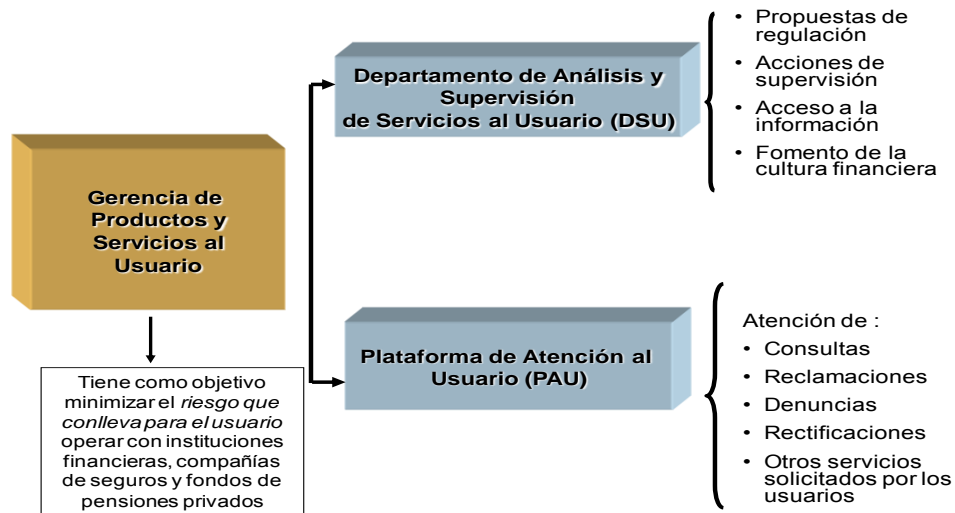 Gerencia de
Productos y
Servicios al
Usuario
Tiene como objetivo
minimizar el riesgo que
conlleva para el usuario
operar con instituciones
financieras, compañías
de seguros y fondos de
pensiones privados
Departamento de Análisis y
Supervisión
de Servicios al Usuario (DSU)
• Propuestas de
regulación
• Acciones de
supervisión
• Acceso a la
información
• Fomento de la
cultura financiera
Plataforma de Atención al
Usuario (PAU)
Atención de :
• Consultas
• Reclamaciones
• Denuncias
• Rectificaciones
• Otros servicios
solicitados por los
usuarios